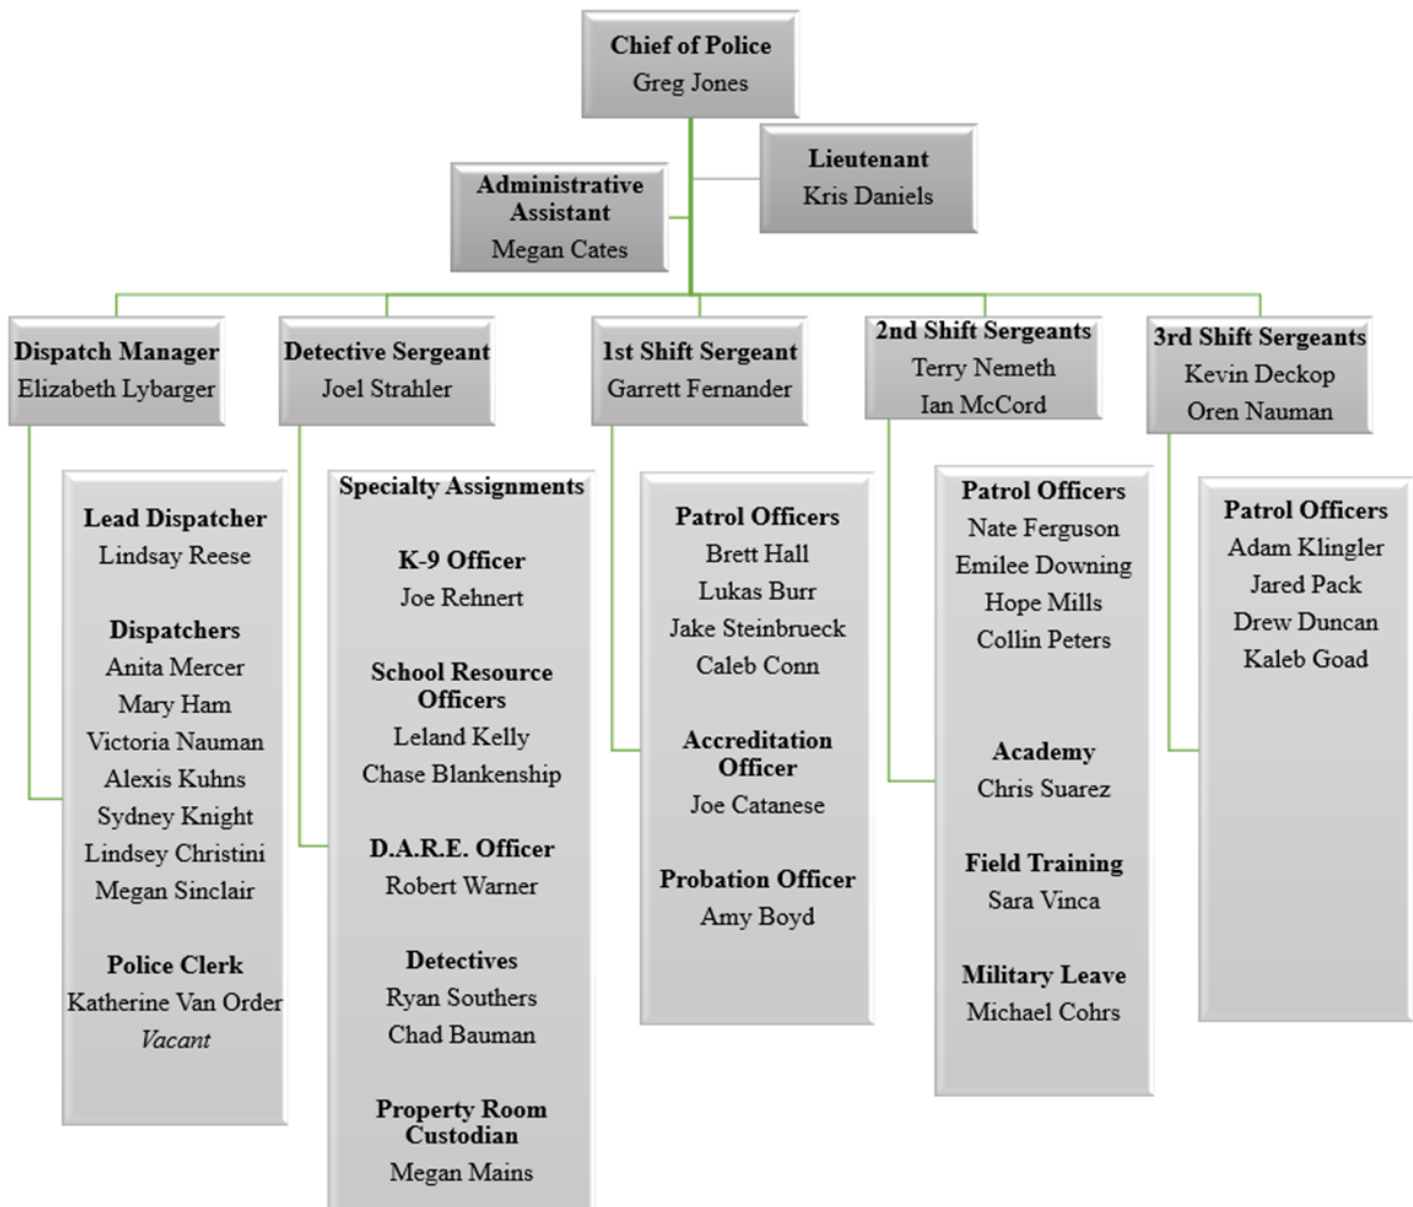 Chief of Police
Greg Jones
Lieutenant
Kris Daniels
Administrative
Assistant
Megan Cates
Dispatch Manager
Elizabeth Lybarger
Detective Sergeant
Joel Strahler
1st Shift Sergeant
Garrett Fernander
2nd Shift Sergeants
Terry Nemeth
Ian McCord
3rd Shift Sergeants
Kevin Deckop
Oren Nauman
Lead Dispatcher
Lindsay Reese
Dispatchers
Anita Mercer
Mary Ham
Victoria Nauman
Alexis Kuhns
Sydney Knight
Lindsey Christini
Megan Sinclair
Police Clerk
Katherine Van Order
Vacant
Specialty Assignments
K-9 Officer
Joe Rehnert
School Resource
Officers
Leland Kelly
Chase Blankenship
D.A.R.E. Officer
Robert Warner
Detectives
Ryan Southers
Chad Bauman
Property Room
Custodian
Megan Mains
Patrol Officers
Brett Hall
Lukas Burr
Jake Steinbrueck
Caleb Conn
Accreditation
Officer
Joe Catanese
Probation Officer
Amy Boyd
Patrol Officers
Nate Ferguson
Emilee Downing
Hope Mills
Collin Peters
Academy
Chris Suarez
Field Training
Sara Vinca
Military Leave
Michael Cohrs
Patrol Officers
Adam Klingler
Jared Pack
Drew Duncan
Kaleb Goad